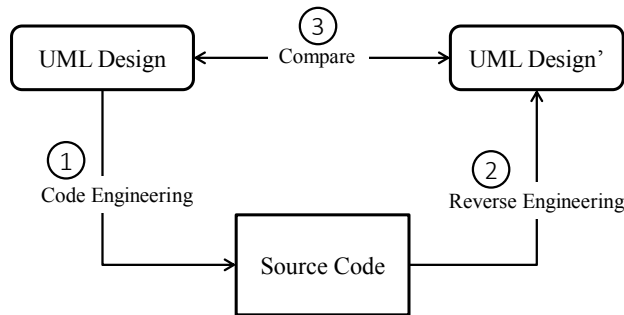 ③
UML Design
Compare
UML Design’
①
Code Engineering
②
Reverse Engineering
Source Code